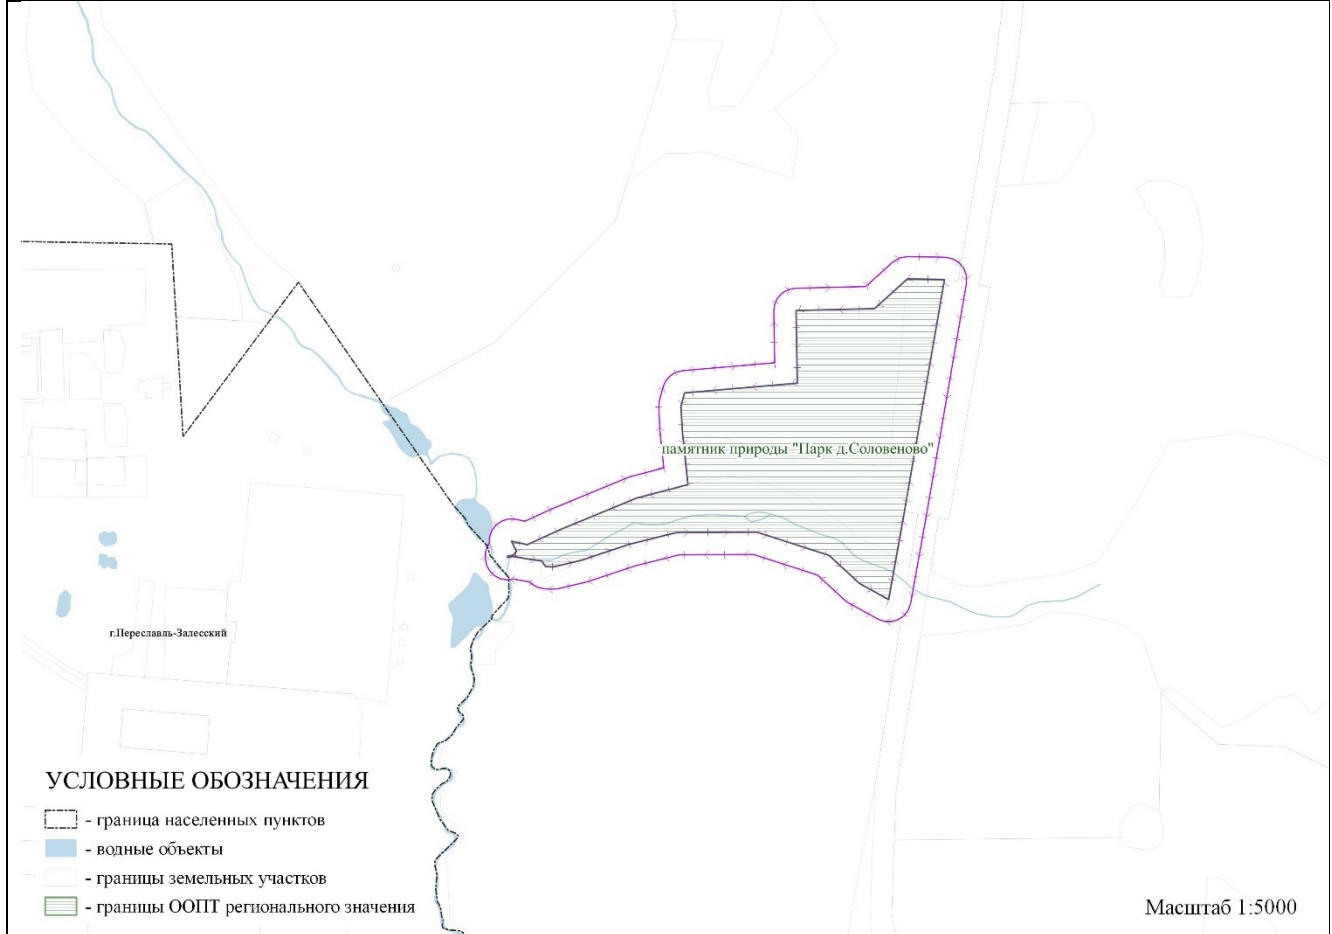 памятник природы "Парк д.Соловеново"
г.Переславль-Залесский
УСЛОВНЫЕ ОБОЗНАЧЕНИЯ
- граница населенных пунктов
- водные объекты
- границы земельных участков
- границы ООПТ регионального значения
Масштаб 1:5000